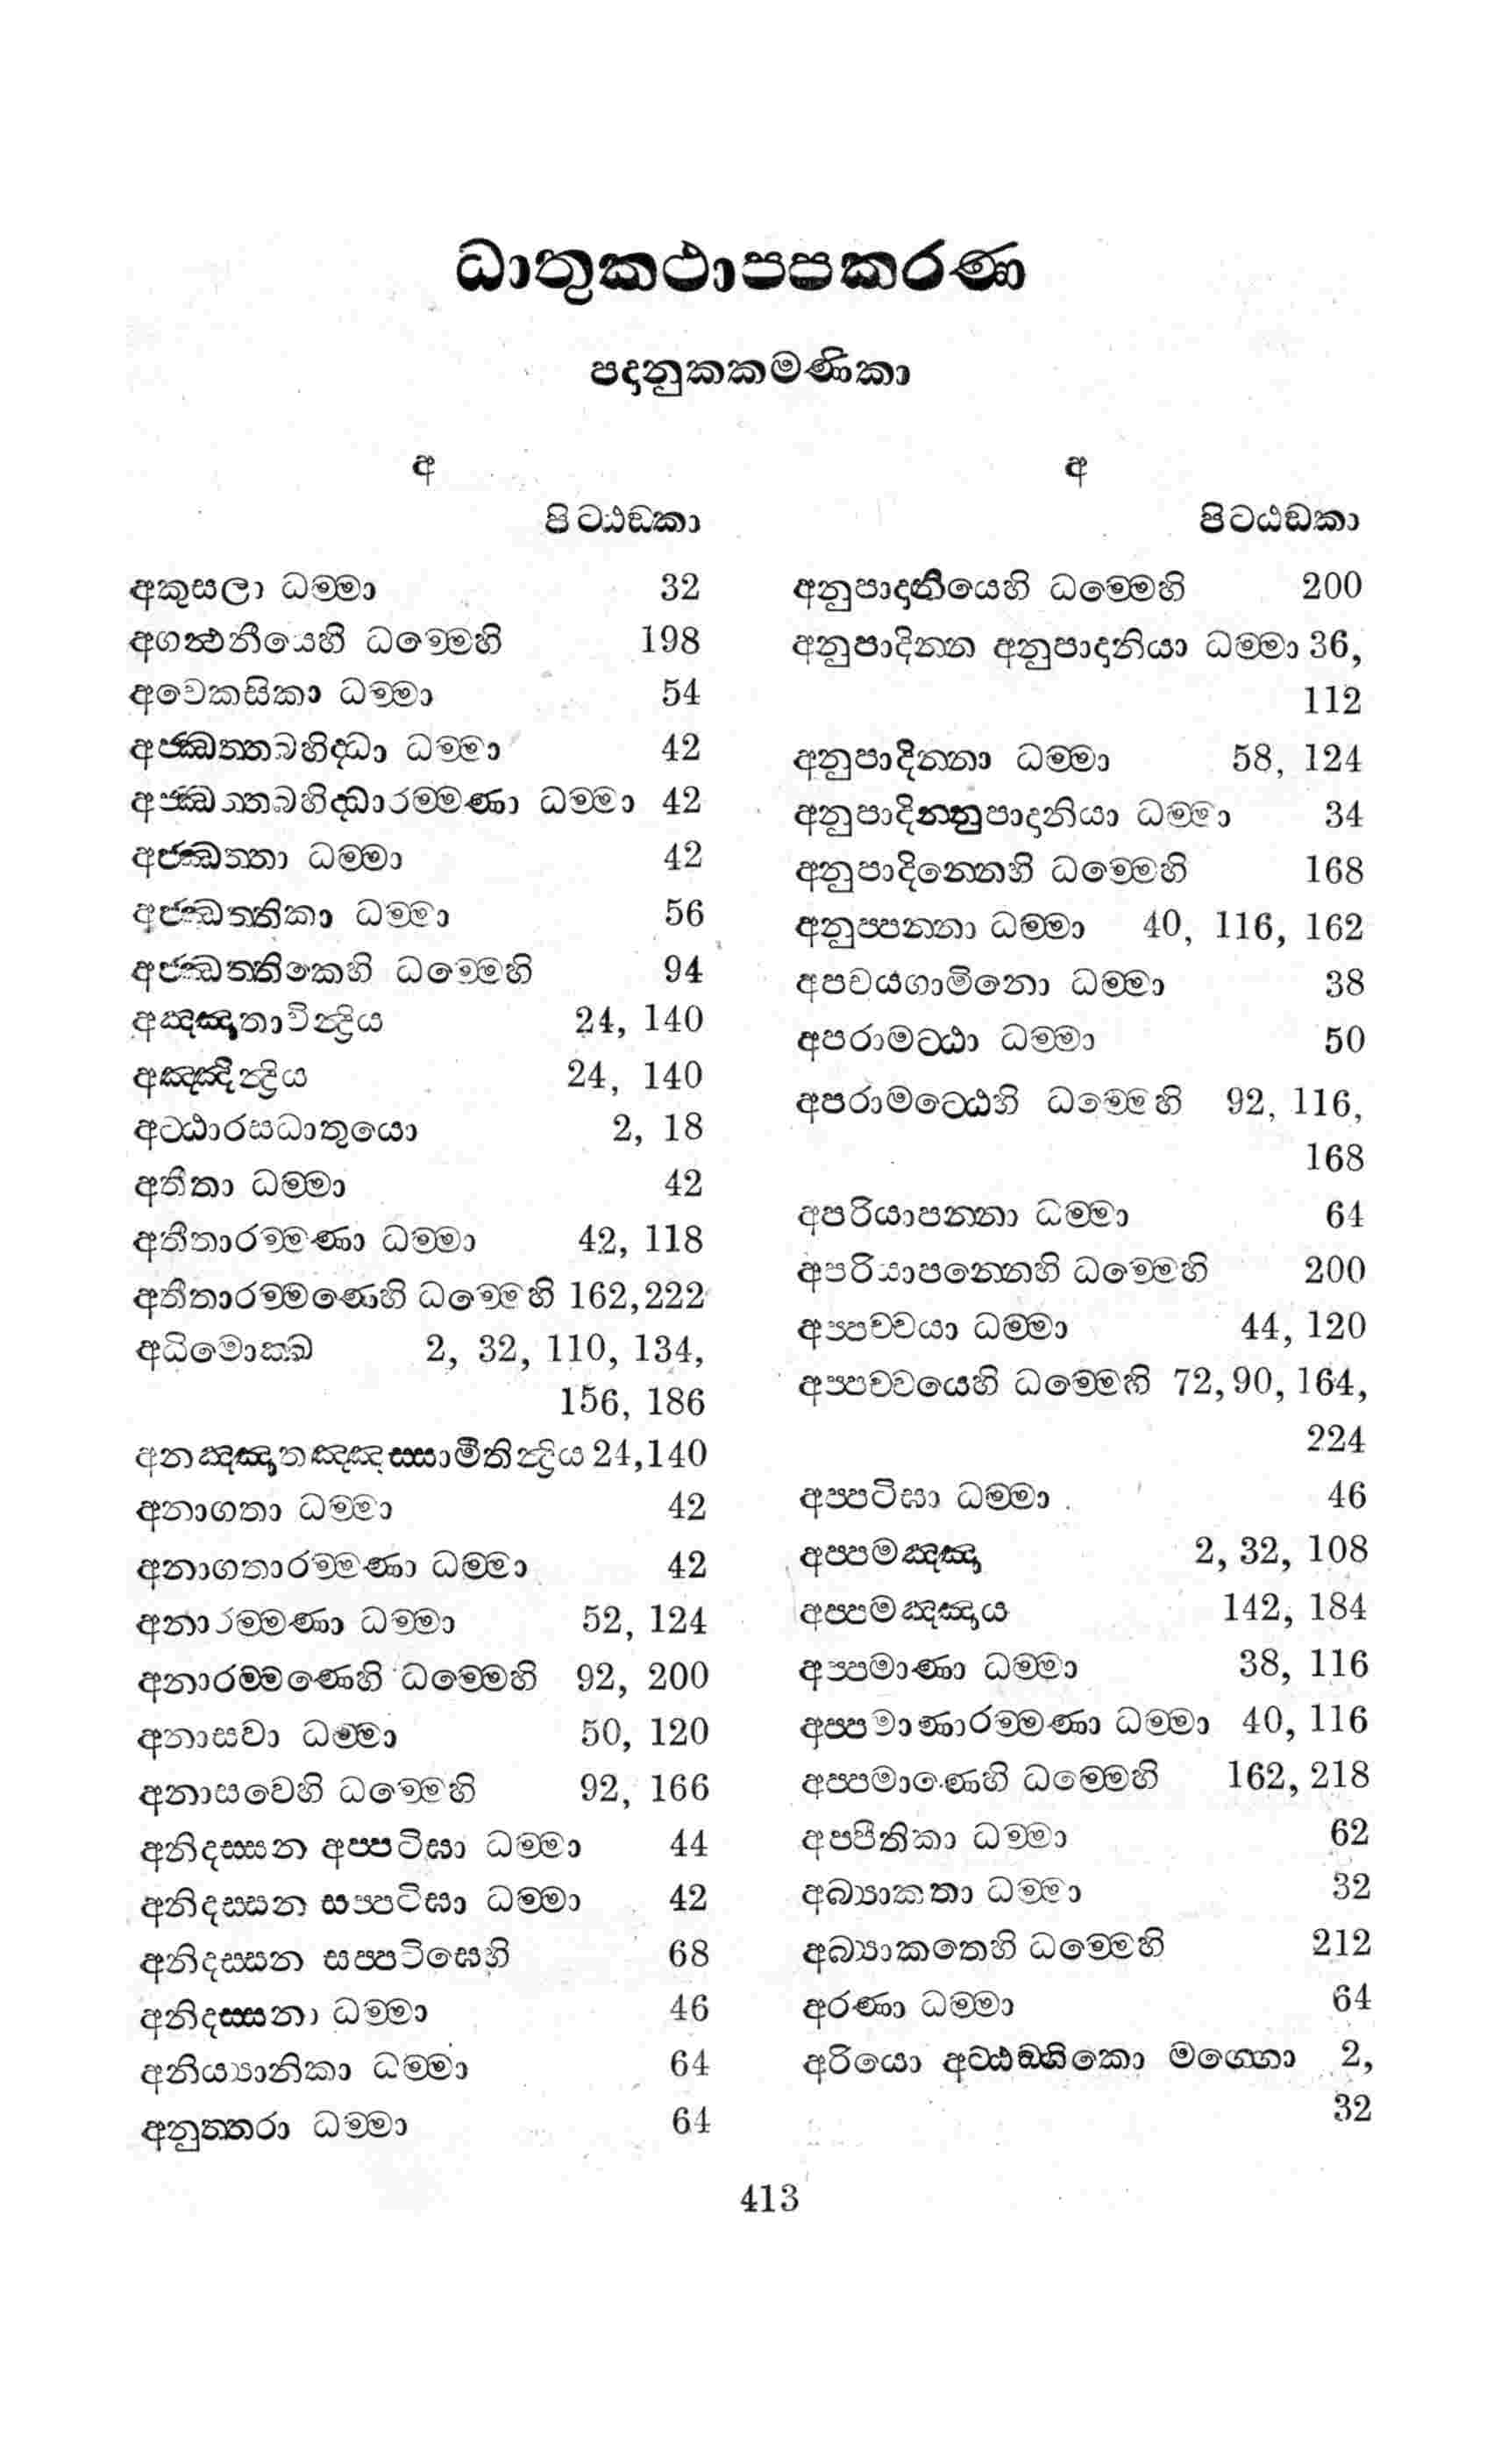 ධාතුකථාපපකරණ
පදානුකකමණිකා
අ
පිටඨඞකා
අකුසලා ධම්මා 32
අගන්ථනීයෙහි ධම්මෙහි 198
අචෙතසිකා ධම්මා 54
අජ්ඣත්තබහිද්ධා ධම්මා 42
අජ්ඣත්තබහිද්ධාරම්මණා ධම්මා 42
අජ්ඣත්තා ධම්මා 42
අජ්ඣත්තිකා ධම්මා 56
අජ්ඣත්තිකෙහි ධම්මෙහි 94
අඤ්ඤතාවින්ද්‍රිය 24, 140
අඤ්ඤින්ද්‍රිය 24, 140
අට්ඨාරසධාතුයො 2, 18
අතීතා ධම්මා 42
අතීතාරම්මණා ධම්මා 42, 118
අතීතාරම්මණෙහි ධම්මෙහි 162,222
අධිමොක්ඛ 2, 32, 110, 134,
156, 186
අනඤ්ඤතඤ්ඤස්සාමීතින්ද්‍රිය 24,140
අනාගතා ධම්මා 42
අනාගතාරම්මණා ධම්මා 42
අනාරම්මණා ධම්මා 52, 124
අනාරම්මණෙහි ධම්මෙහි 92, 200
අනාසවා ධම්මා 50, 120
අනාසවෙහි ධම්මෙහි 92, 166
අනිදස්සන අප්පටිඝා ධම්මා 44
අනිදස්සන සප්පටිඝා ධම්මා 42
අනිදස්සන සප්පටිඝෙහි 68
අනිදස්සනා ධම්මා 46
අනිය්‍යානිකා ධම්මා 64
අනුත්තරා ධම්මා 64
අ
පිටඨඞකා
අනුපාදානීයෙහි ධම්මෙහි 200
අනුපාදින්න අනුපාදානියා ධම්මා 36,
112
අනුපාදින්නා ධම්මා 58, 124
අනුපාදින්නුපාදානියා ධම්මා 34
අනුපාදින්නෙහි ධම්මෙහි 168
අනුප්පන්නා ධම්මා 40, 116, 162
අපචයගාමිනො ධම්මා 38
අපරාමට්ඨා ධම්මා 50
අපරාමට්ඨෙහි ධම්මෙහි 92, 116,
168
අපරියාපන්නා ධම්මා 64
අපරියාපන්නෙහි ධම්මෙහි 200
අප්පච්චයා ධම්මා 44, 120
අප්පච්චයෙහි ධම්මෙහි 72,90, 164,
224
අප්පටිඝා ධම්මා 46
අප්පමඤ්ඤා 2, 32, 108
අප්පමඤ්ඤාය 142, 184
අප්පමාණා ධම්මා 38, 116
අප්පමාණාරම්මණා ධම්මා 40, 116
අප්පමාණෙහි ධම්මෙහි 162, 218
අපපීතිකා ධම්මා 62
අබ්‍යාකතා ධම්මා 32
අබ්‍යාකතෙහි ධම්මෙහි 212
අරණා ධම්මා 64
අරියො අට්ඨඞ්ගිකො මග්ගො 2,
32
413